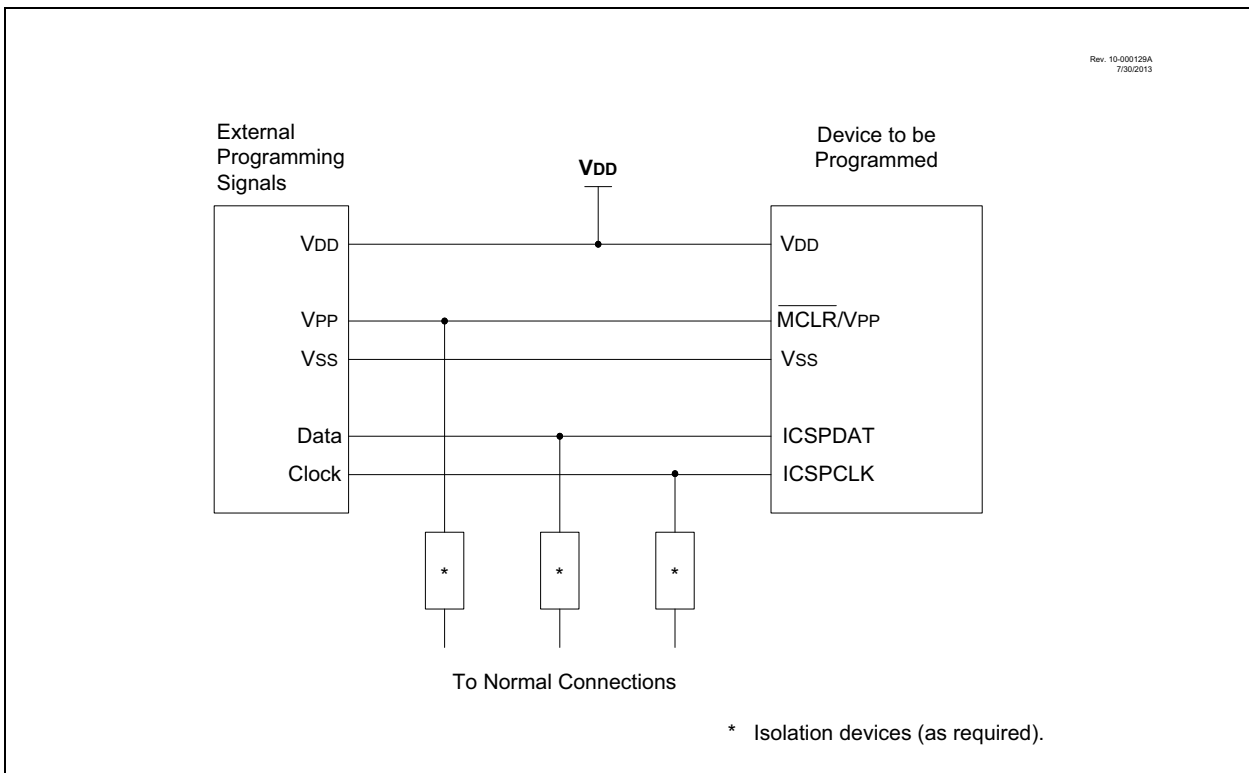 Rev. 10-000129A
7/30/2013
External
Programming
Signals
VDD
Device to be
Programmed
VDD
VPP
VSS
Data
Clock
VDD
MCLR/VPP
VSS
ICSPDAT
ICSPCLK
*
*
*
To Normal Connections
* Isolation devices (as required).